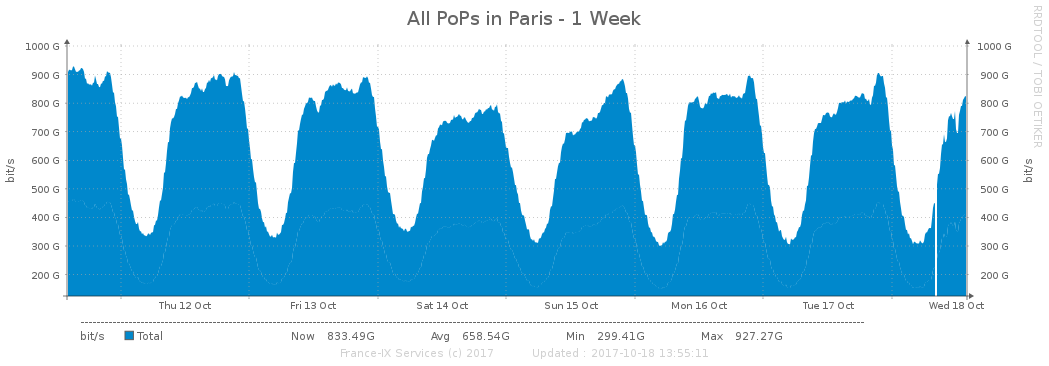 All PoPs in Paris - 1 Week
RRDTOOL / TOBI OETIKER
1000 G 1000 G
900 G 900 G
800 G 800 G
700 G 700 G
600 G 600 G
500 G 500 G
400 G 400 G
300 G 300 G
200 G 200 G
bit/s bit/s
Thu 12 Oct Fri 13 Oct Sat 14 Oct Sun 15 Oct Mon 16 Oct Tue 17 Oct Wed 18 Oct
bit/s Total Now 833.49G Avg 658.54G Min 299.41G Max 927.27G
France-IX Services (c) 2017 Updated : 2017-10-18 13:55:11